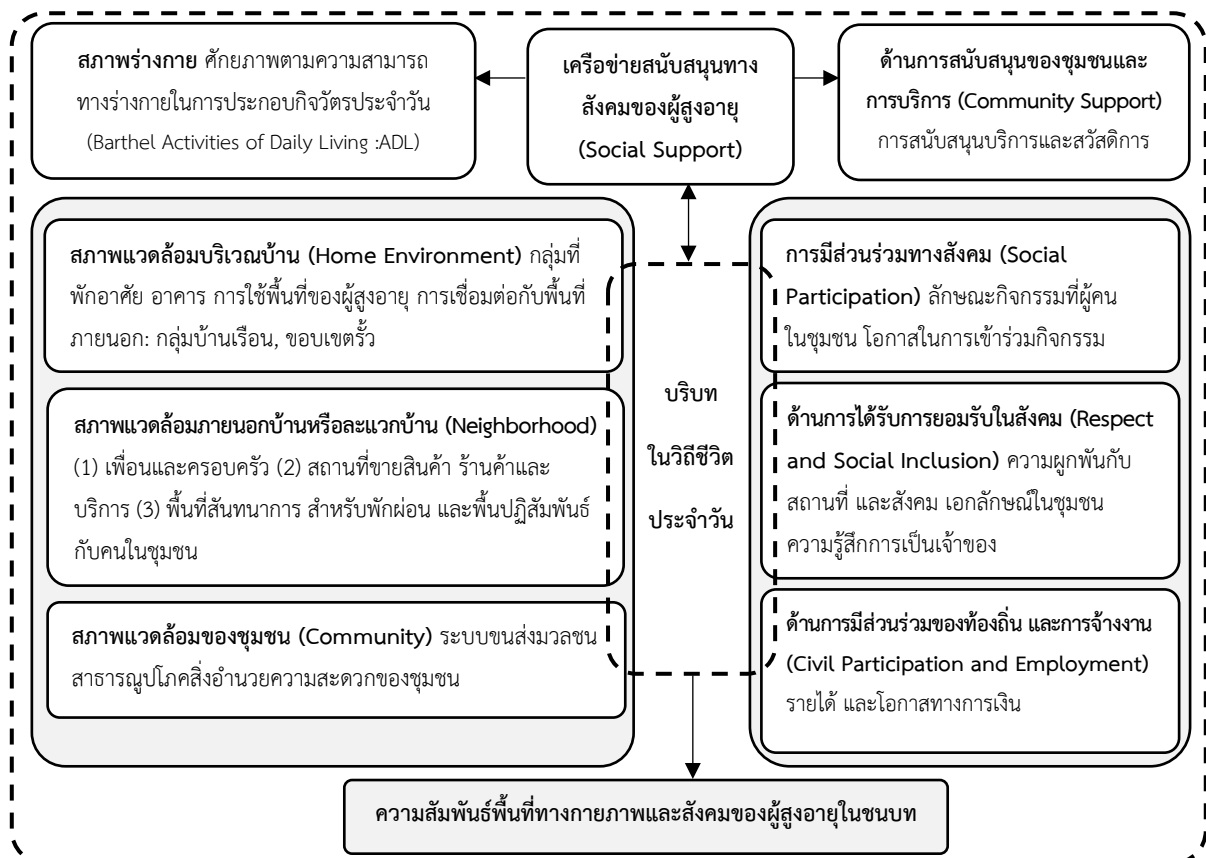 สภาพร่างกาย ศักยภาพตามความสามารถ
ทางร่างกายในการประกอบกิจวัตรประจำวัน
(Barthel Activities of Daily Living :ADL)
เครือข่ายสนับสนุนทาง
สังคมของผู้สูงอายุ
(Social Support)
ด้านการสนับสนุนของชุมชนและ
การบริการ (Community Support)
การสนับสนุนบริการและสวัสดิการ
สภาพแวดล้อมบริเวณบ้าน (Home Environment) กลุ่มที่
พักอาศัย อาคาร การใช้พื้นที่ของผู้สูงอายุ การเชื่อมต่อกับพื้นที่
ภายนอก: กลุ่มบ้านเรือน, ขอบเขตรั้ว
สภาพแวดล้อมภายนอกบ้านหรือละแวกบ้าน (Neighborhood)
(1) เพื่อนและครอบครัว (2) สถานที่ขายสินค้า ร้านค้าและ
บริการ (3) พื้นที่สันทนาการ สำหรับพักผ่อน และพื้นปฏิสัมพันธ์
กับคนในชุมชน
สภาพแวดล้อมของชุมชน (Community) ระบบขนส่งมวลชน
สาธารณูปโภคสิ่งอำนวยความสะดวกของชุมชน
บริบท
ในวิถีชีวิต
ประจำวัน
การมีส่วนร่วมทางสังคม (Social
Participation) ลักษณะกิจกรรมที่ผู้คน
ในชุมชน โอกาสในการเข้าร่วมกิจกรรม
ด้านการได้รับการยอมรับในสังคม (Respect
and Social Inclusion) ความผูกพันกับ
สถานที่ และสังคม เอกลักษณ์ในชุมชน
ความรู้สึกการเป็นเจ้าของ
ด้านการมีส่วนร่วมของท้องถิ่น และการจ้างงาน
(Civil Participation and Employment)
รายได้ และโอกาสทางการเงิน
ความสัมพันธ์พื้นที่ทางกายภาพและสังคมของผู้สูงอายุในชนบท